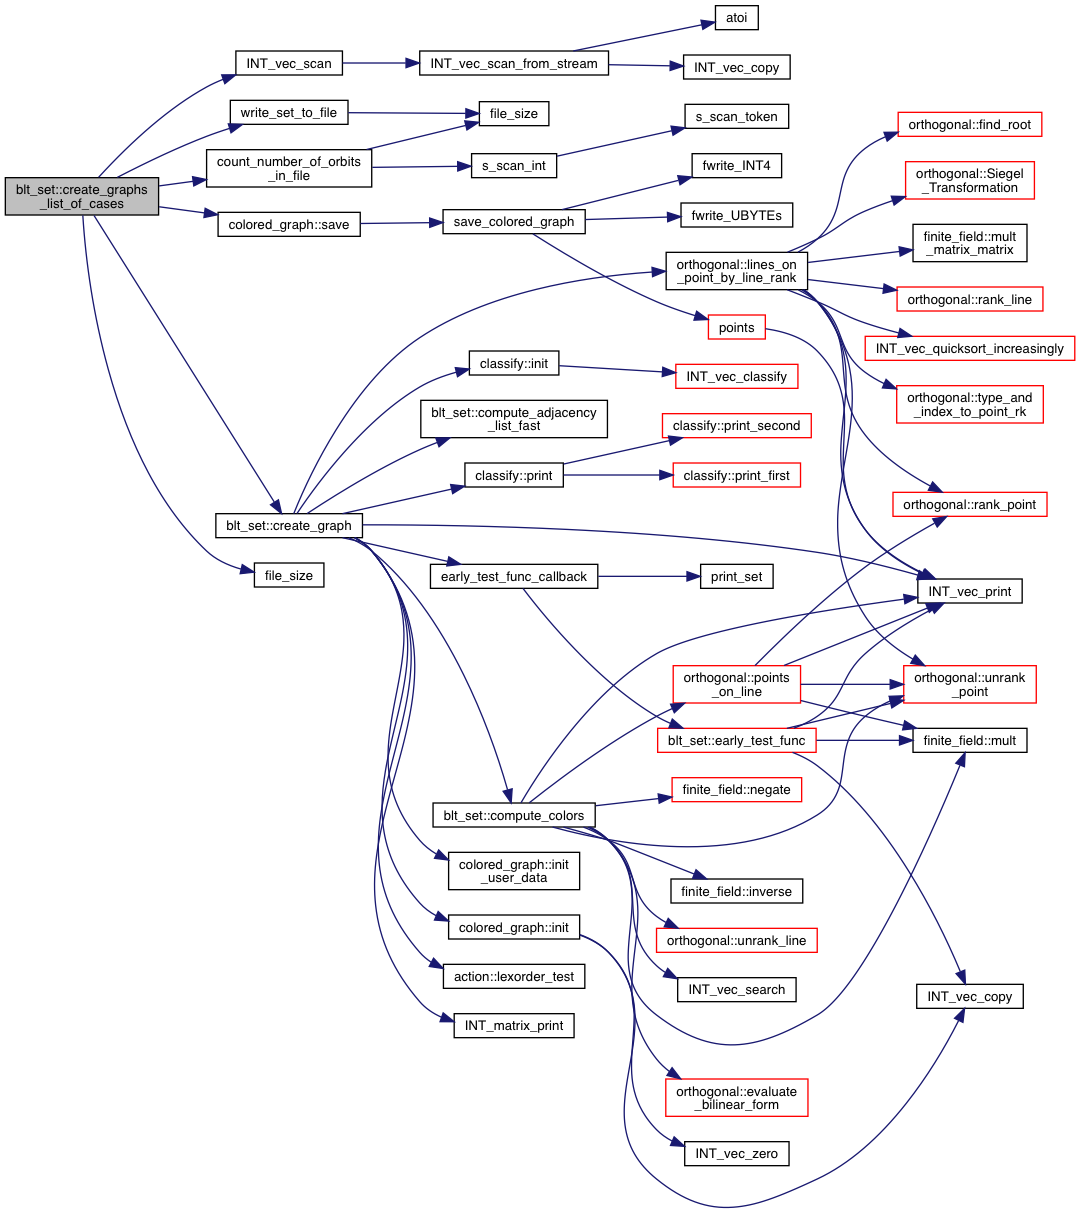 blt_set::create_graphs
_list_of_cases
INT_vec_scan
write_set_to_file
count_number_of_orbits
_in_file
colored_graph::save
blt_set::create_graph
file_size
INT_vec_scan_from_stream
file_size
s_scan_int
save_colored_graph
classify::init
blt_set::compute_adjacency
_list_fast
classify::print
early_test_func_callback
blt_set::compute_colors
colored_graph::init
_user_data
colored_graph::init
action::lexorder_test
INT_matrix_print
atoi
INT_vec_copy
s_scan_token
fwrite_INT4
fwrite_UBYTEs
orthogonal::lines_on
_point_by_line_rank
points
INT_vec_classify
classify::print_second
classify::print_first
print_set
orthogonal::points
_on_line
blt_set::early_test_func
finite_field::negate
finite_field::inverse
orthogonal::unrank_line
INT_vec_search
orthogonal::evaluate
_bilinear_form
INT_vec_zero
orthogonal::find_root
orthogonal::Siegel
_Transformation
finite_field::mult
_matrix_matrix
orthogonal::rank_line
INT_vec_quicksort_increasingly
orthogonal::type_and
_index_to_point_rk
orthogonal::rank_point
INT_vec_print
orthogonal::unrank
_point
finite_field::mult
INT_vec_copy